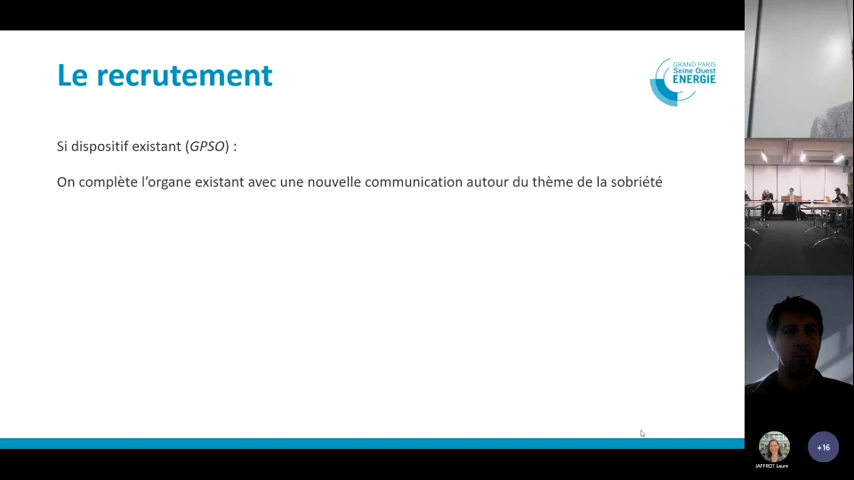 Le recrutement
GRAND PARIS
Seine Ouest
ENERGIE
Si dispositif existant (GPSO) :
On complète l’organe existant avec une nouvelle communication autour du thème de la sobriété
JAFFROT Laure
+16